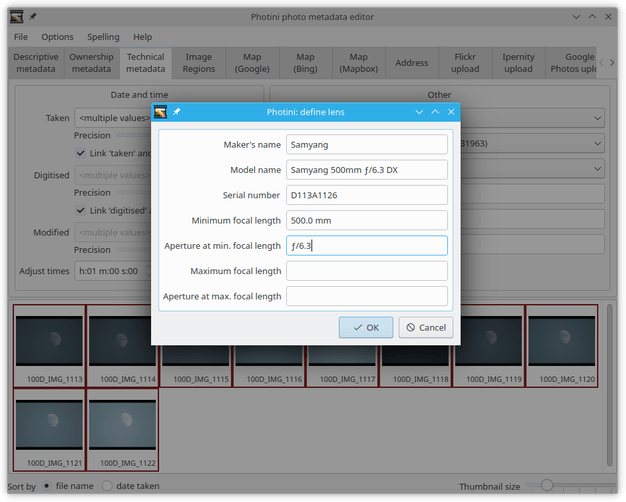 Photini photo metadata editor
File Options Spelling Help
Descriptive metadata
Ownership metadata
Technical metadata
Image Regions
Map (Google)
Map (Bing)
Map (Mapbox)
Address
Flickr upload
Ipernity upload
Google Photos uplo
Date and time
Other
Taken <multiple values>
Precision
Link 'taken' an
31963)
Digitised <multiple values>
Precision
Link 'digitised'
Modified <multiple values>
Precision
Adjust times h:01 m:00 s:00
Photini: define lens
Maker's name Samyang
Model name Samyang 500mm ƒ/6.3 DX
Serial number D113A1126
Minimum focal length 500.0 mm
Aperture at min. focal length ƒ/6.3
Maximum focal length
Aperture at max. focal length
OK Cancel
100D_IMG_1113 100D_IMG_1114 100D_IMG_1115 100D_IMG_1116 100D_IMG_1117 100D_IMG_1118 100D_IMG_1119 100D_IMG_1120
100D_IMG_1121 100D_IMG_1122
Sort by file name date taken Thumbnail size